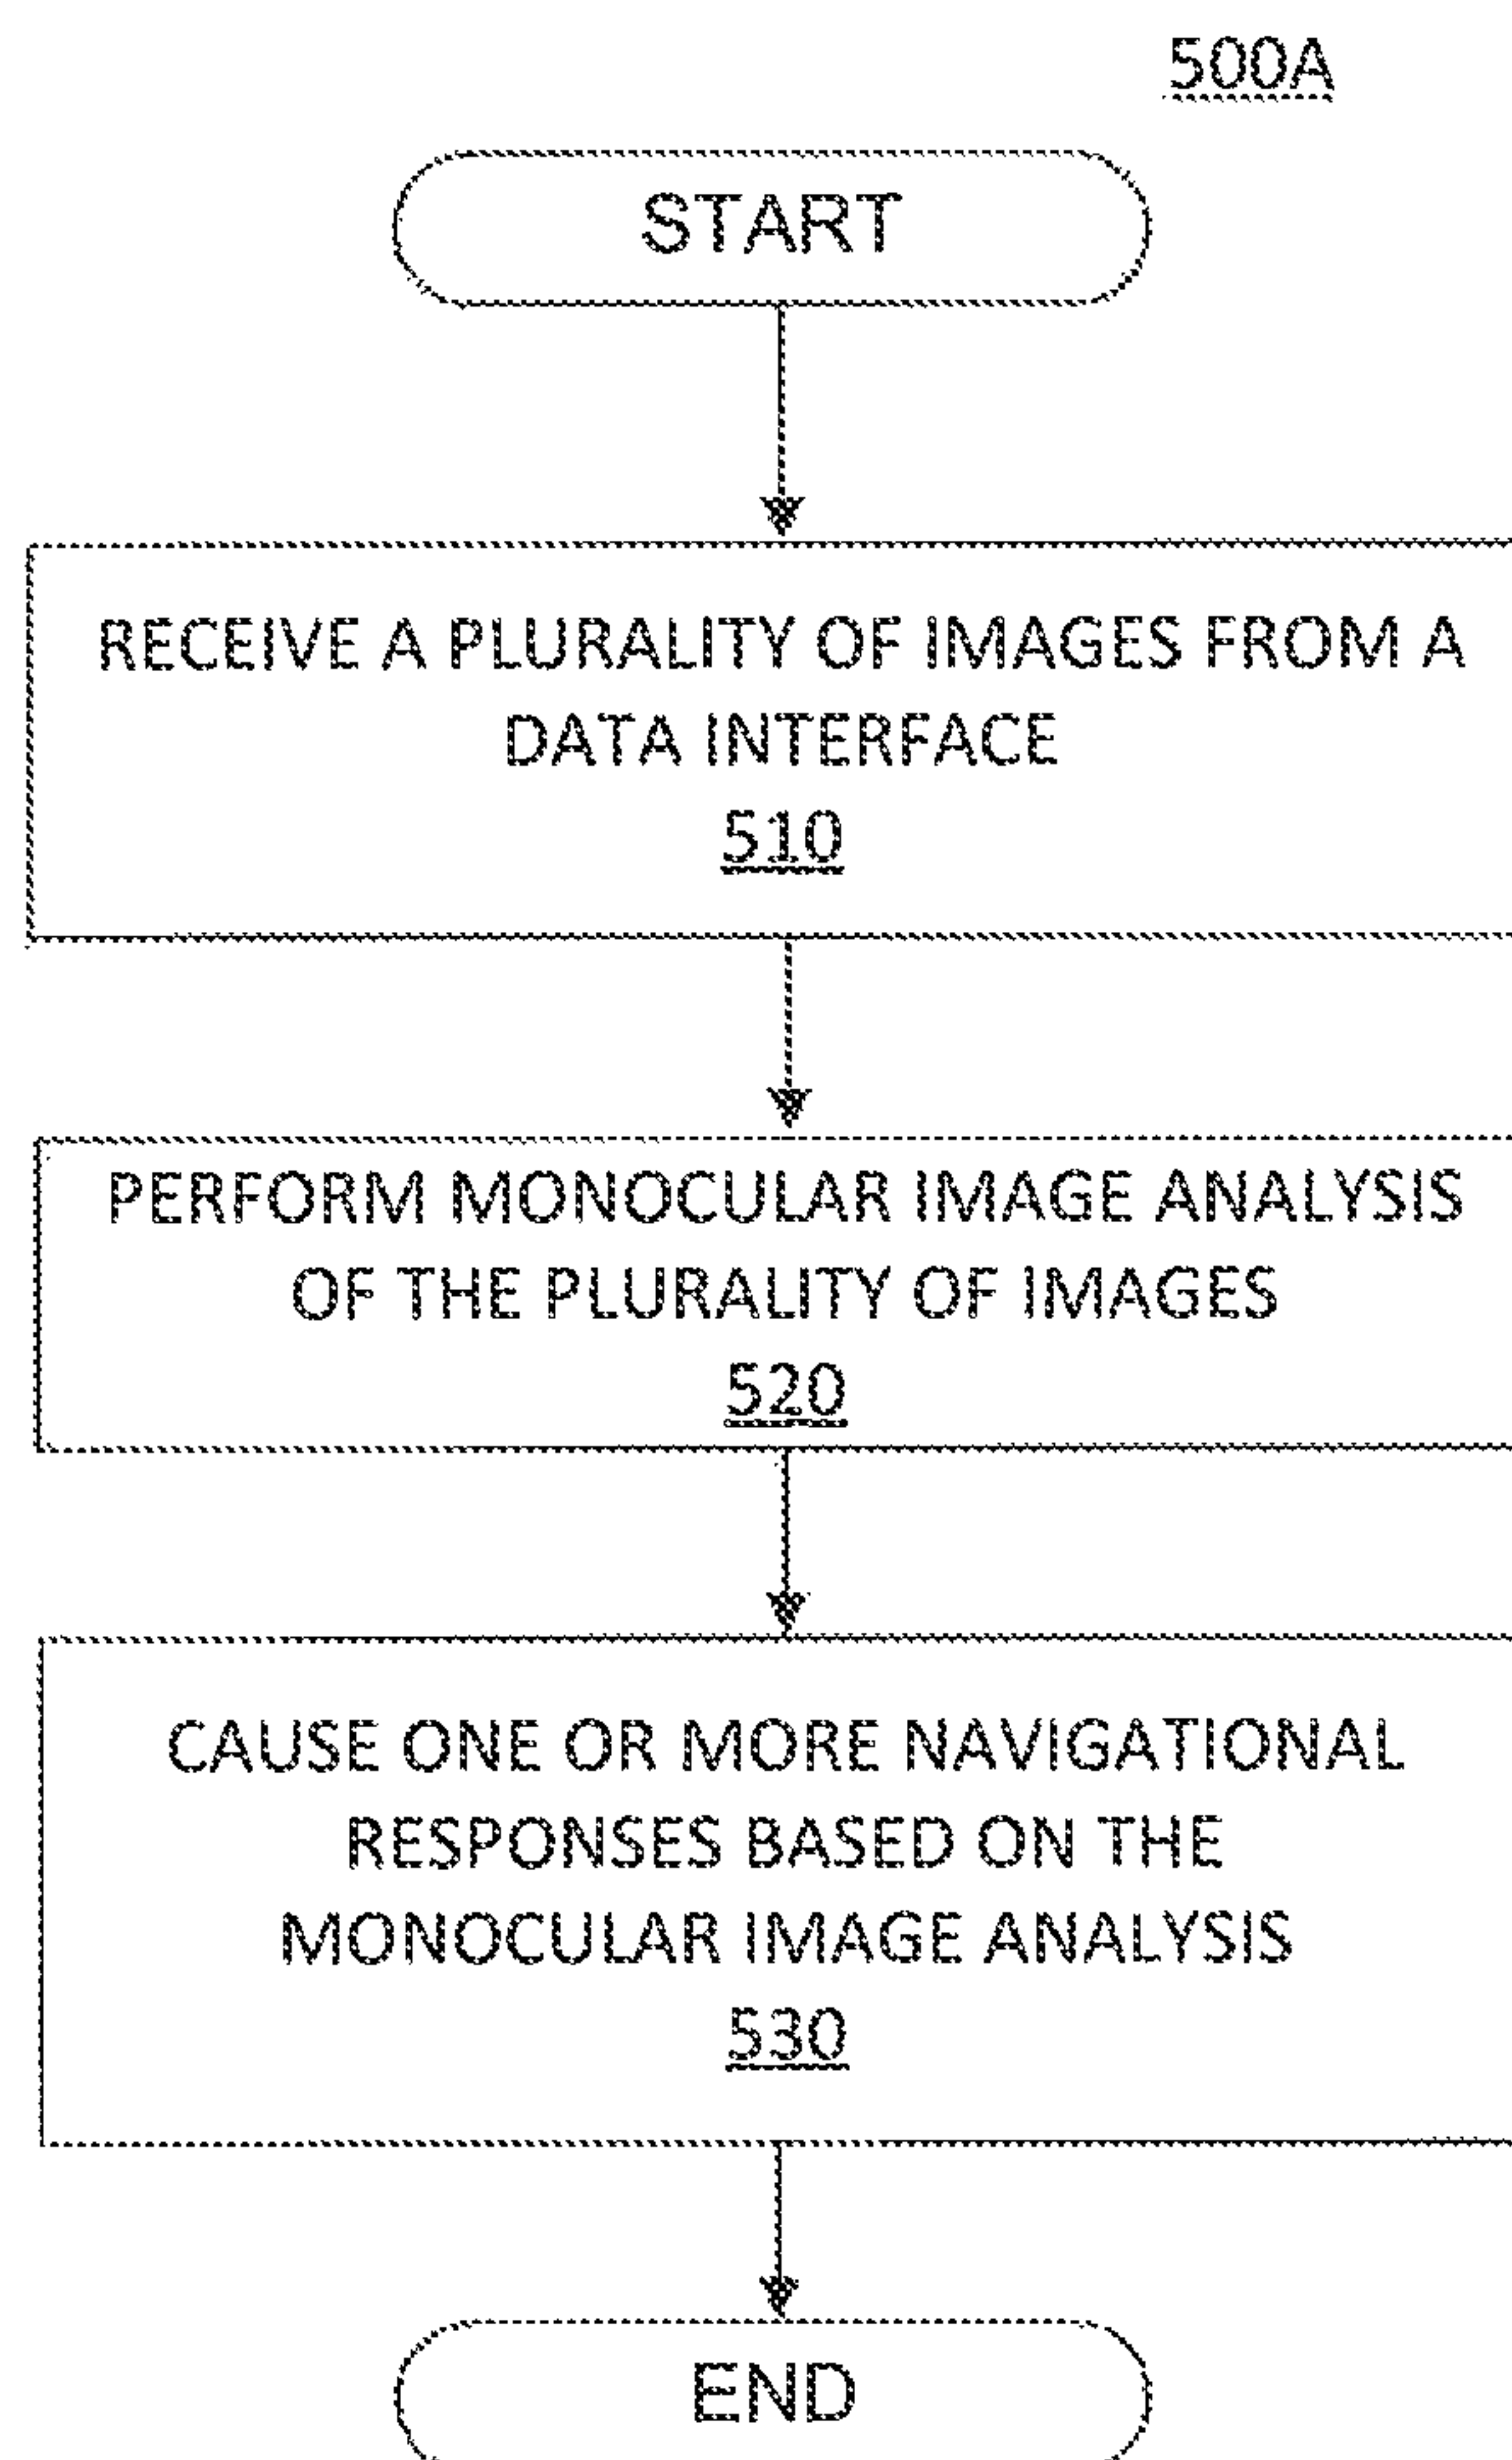 500A
START
RECEIVE A PLURALITY OF IMAGES FROM A
DATA INTERFACE
510
PERFORM MONOCULAR IMAGE ANALYSIS
OF THE PLURALITY OF IMAGES
520
CAUSE ONE OR MORE NAVIGATIONAL
RESPONSES BASED ON THE
MONOCULAR IMAGE ANALYSIS
530
END